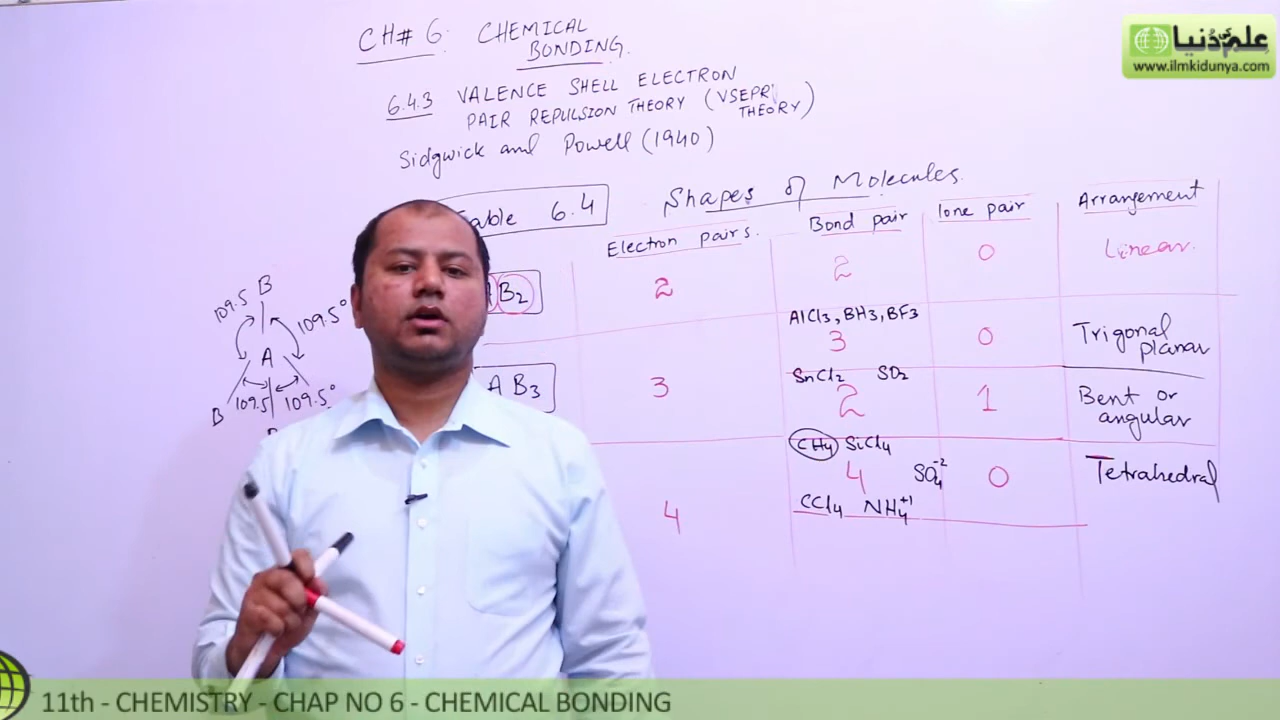 علم کی دُنیا
www.ilmkidunya.com
CH# 6. CHEMICAL
BONDING.
6.4.3 VALENCE SHELL ELECTRON
PAIR REPULSION THEORY (VSEPR
THEORY)
Sidgwick and Powell (1940)
Table 6.4
Shapes of Molecules.
Electron pairs. Bond pair lone pair Arrangement
B2 2 2 0 Linear.
AlCl3, BH3, BF3
AB3 3 3 0 Trigonal
planar
SnCl2 SO2
2 1 Bent or
angular
CH4 SiCl4
4 4 SO4-2 0 Tetrahedral
CCl4 NH4+1
B
109.5 109.5°
A
B 109.5 109.5°
11th - CHEMISTRY - CHAP NO 6 - CHEMICAL BONDING